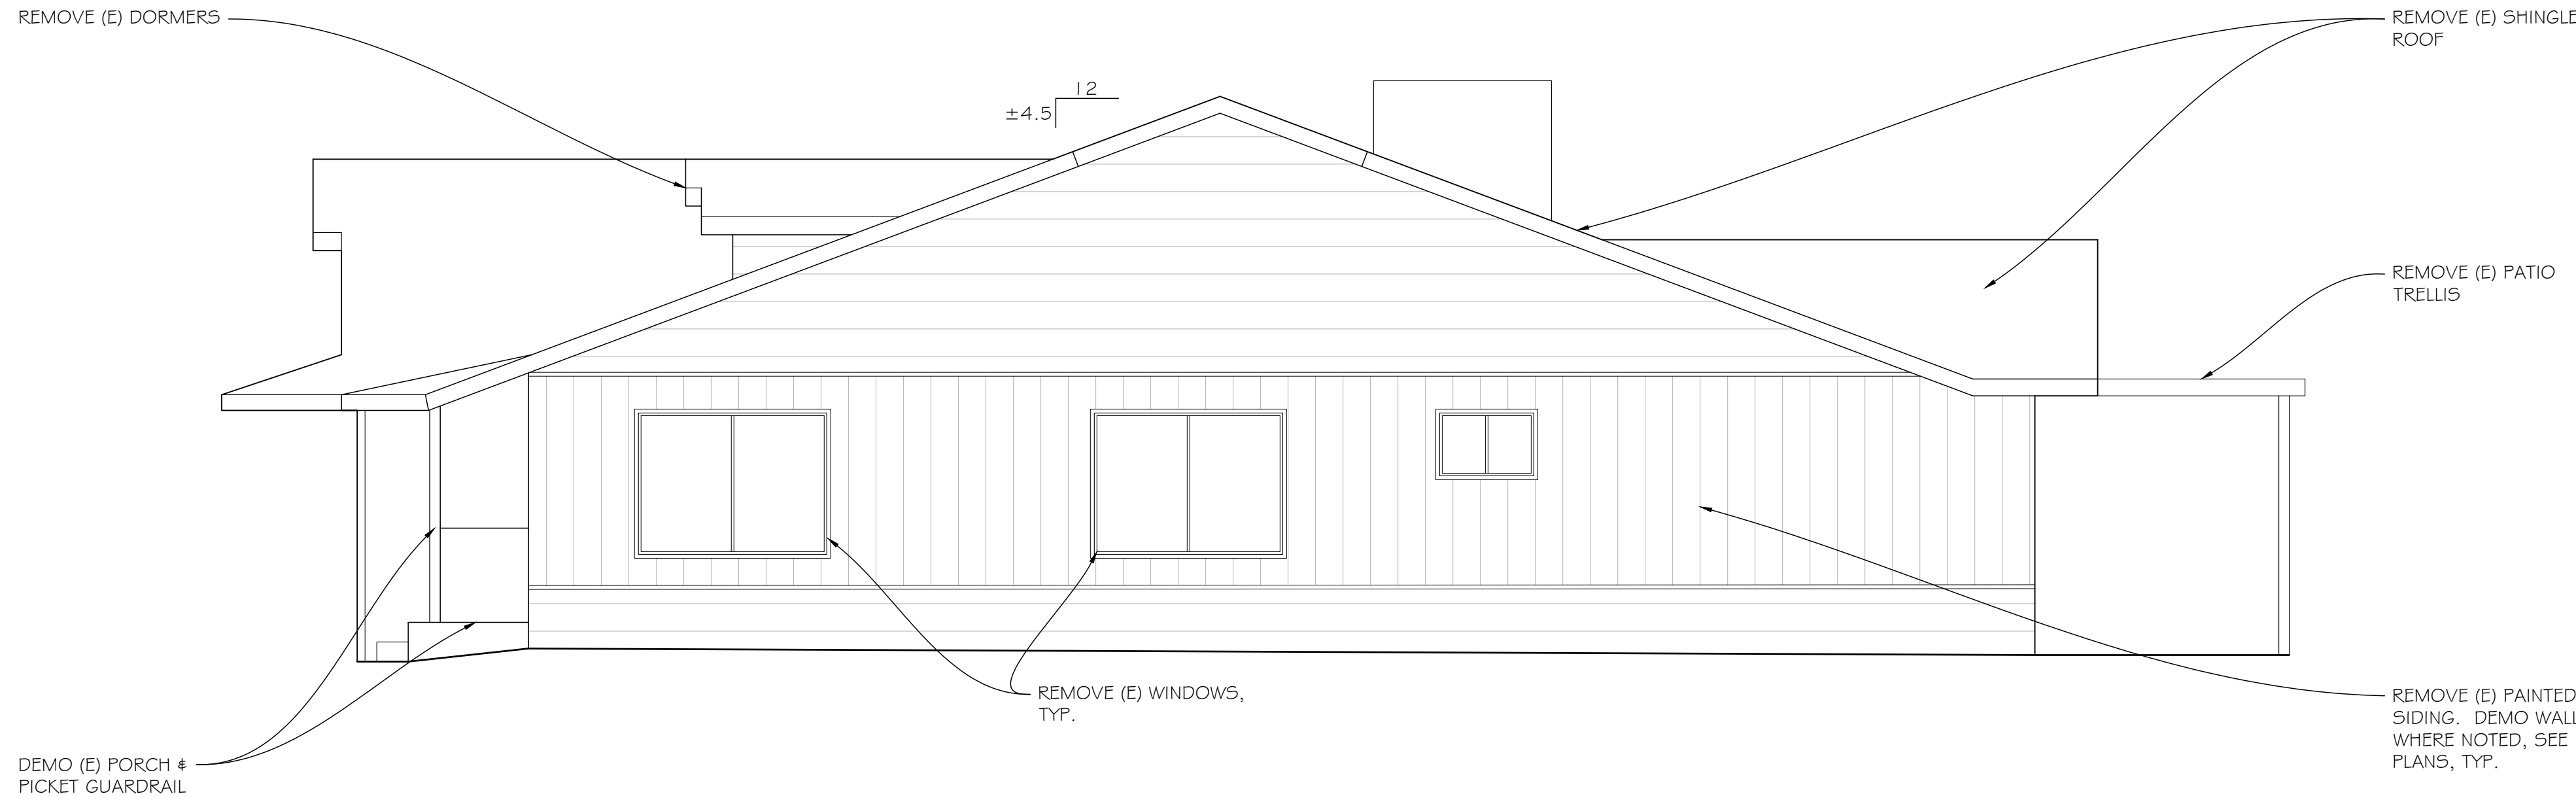 REMOVE (E) DORMERS
REMOVE (E) SHINGLE
ROOF
12
±4.5
REMOVE (E) PATIO
TRELLIS
REMOVE (E) WINDOWS,
TYP.
REMOVE (E) PAINTED
SIDING. DEMO WALL
WHERE NOTED, SEE
PLANS, TYP.
DEMO (E) PORCH &
PICKET GUARDRAIL